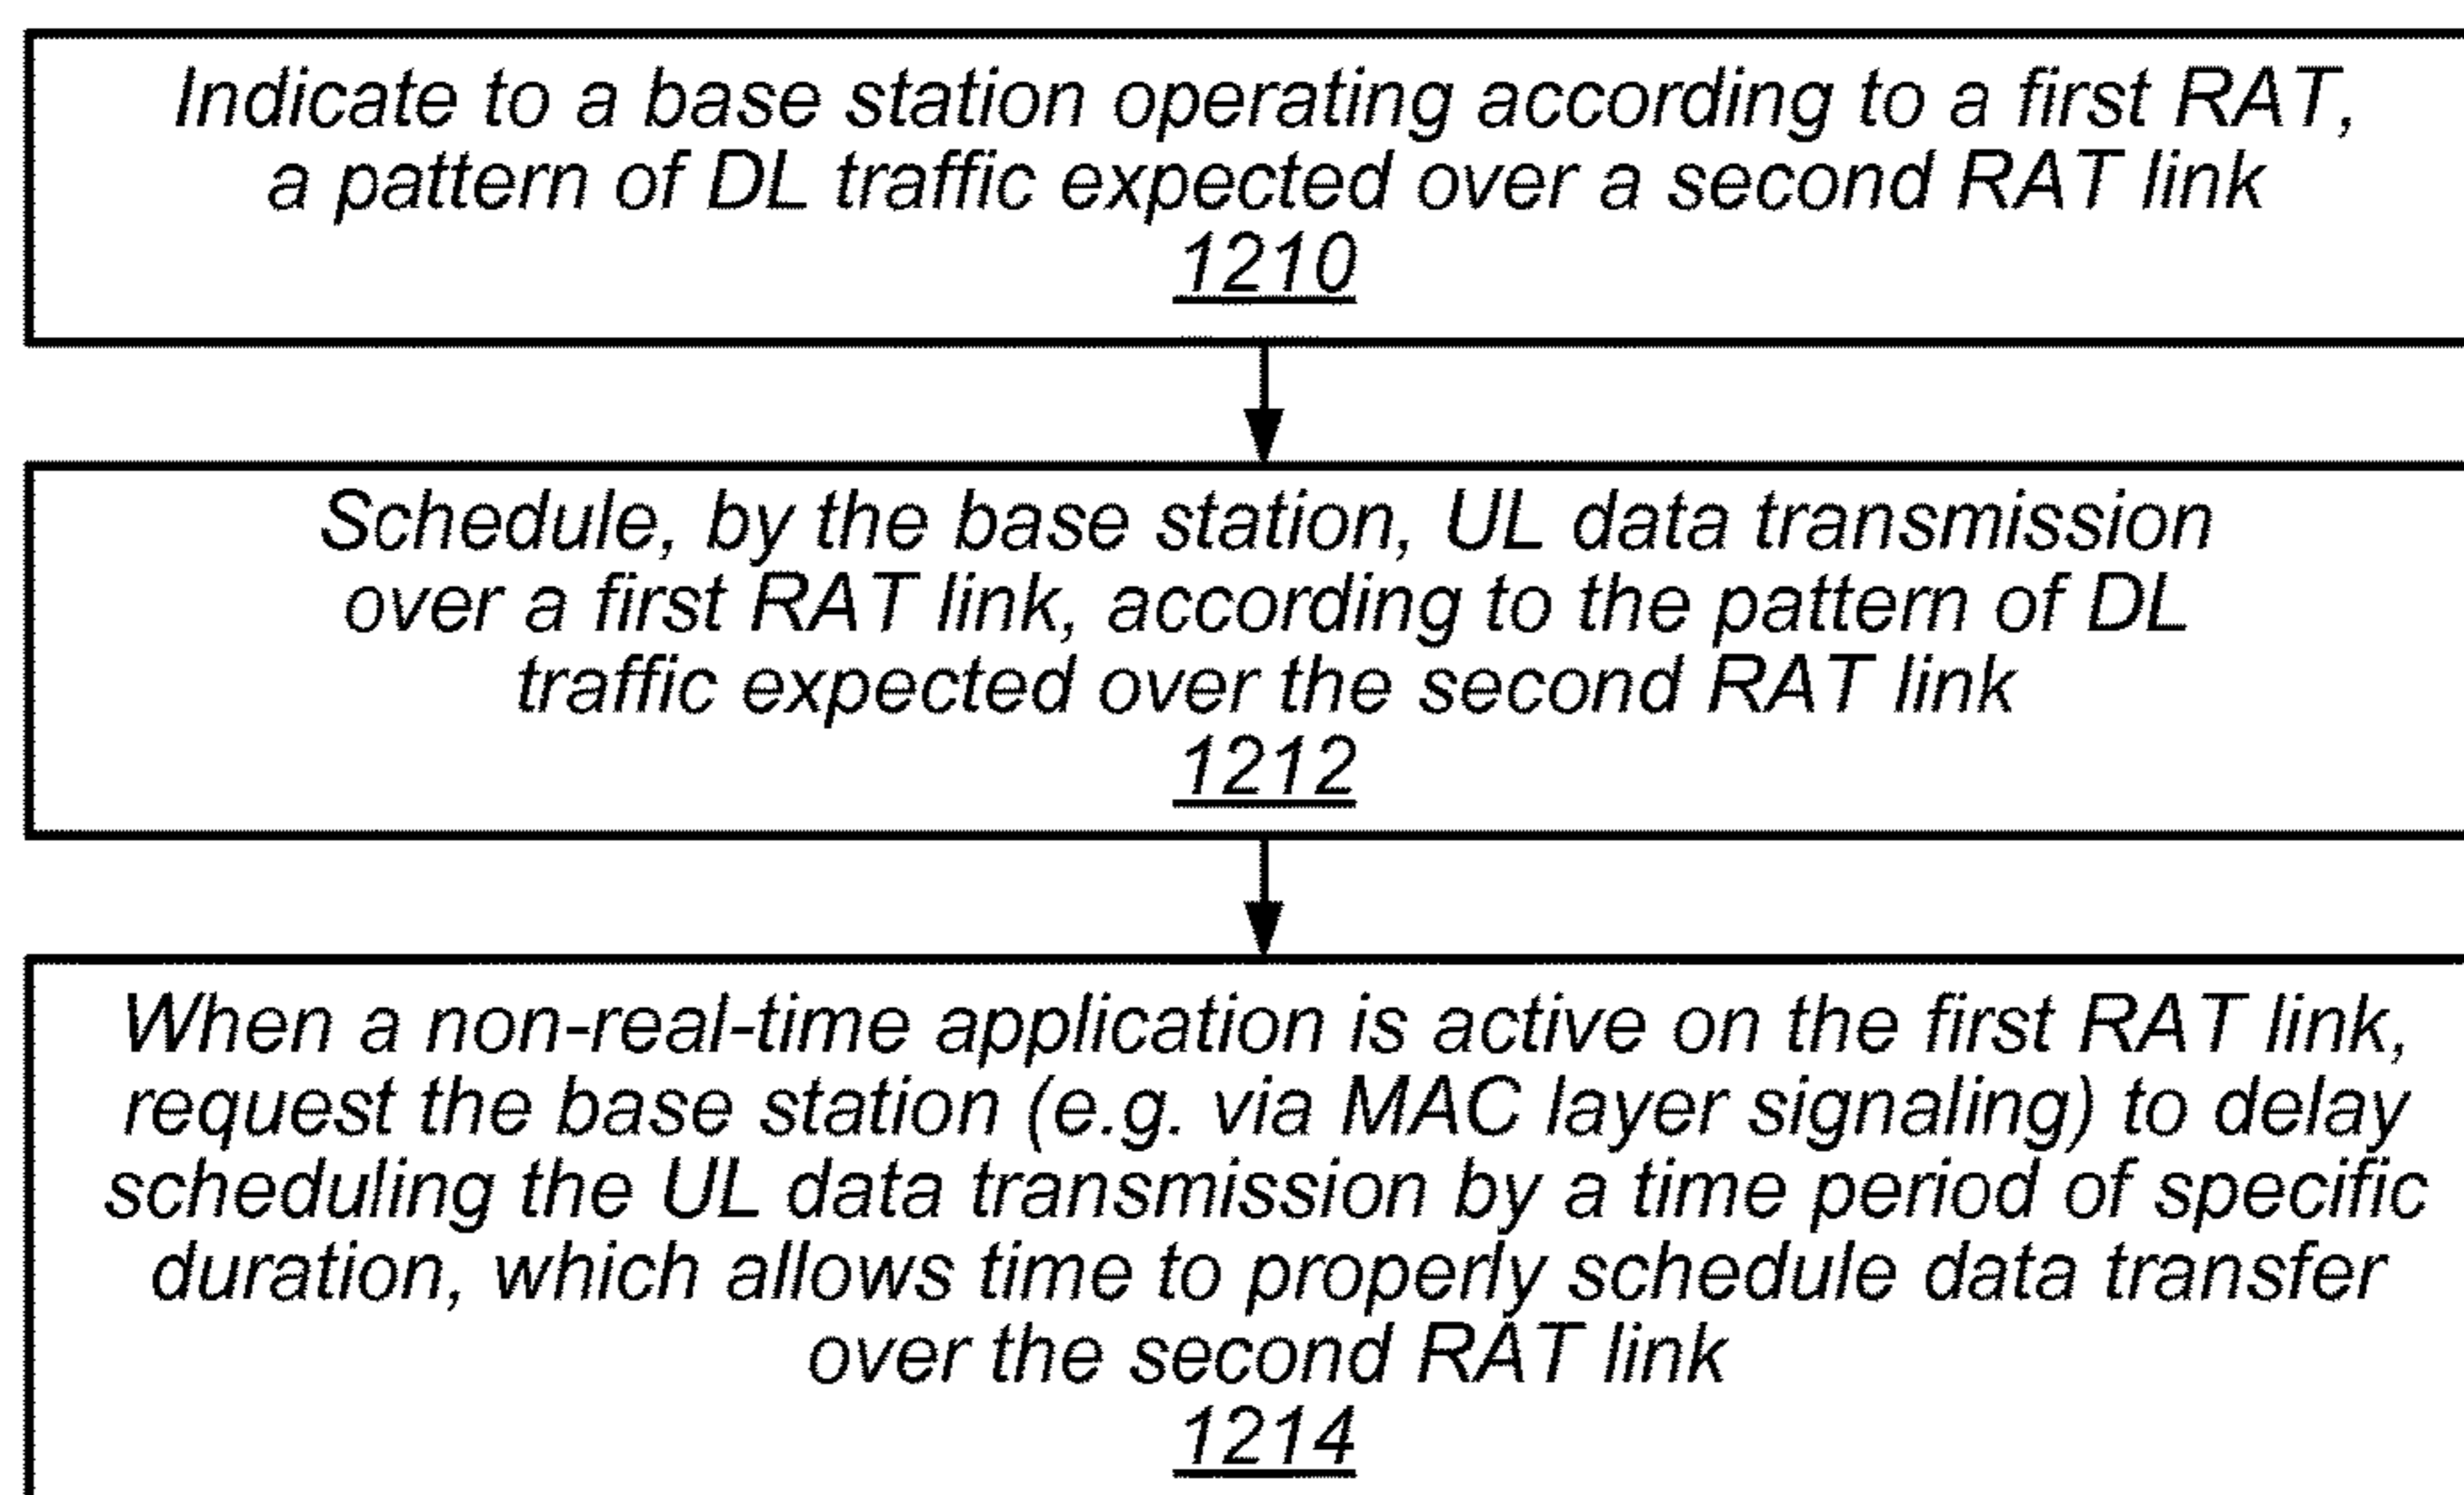 Indicate to a base station operating according to a first RAT,
a pattern of DL traffic expected over a second RAT link
1210
Schedule, by the base station, UL data transmission
over a first RAT link, according to the pattern of DL
traffic expected over the second RAT link
1212
When a non-real-time application is active on the first RAT link,
request the base station (e.g. via MAC layer signaling) to delay
scheduling the UL data transmission by a time period of specific
duration, which allows time to properly schedule data transfer
over the second RAT link
1214